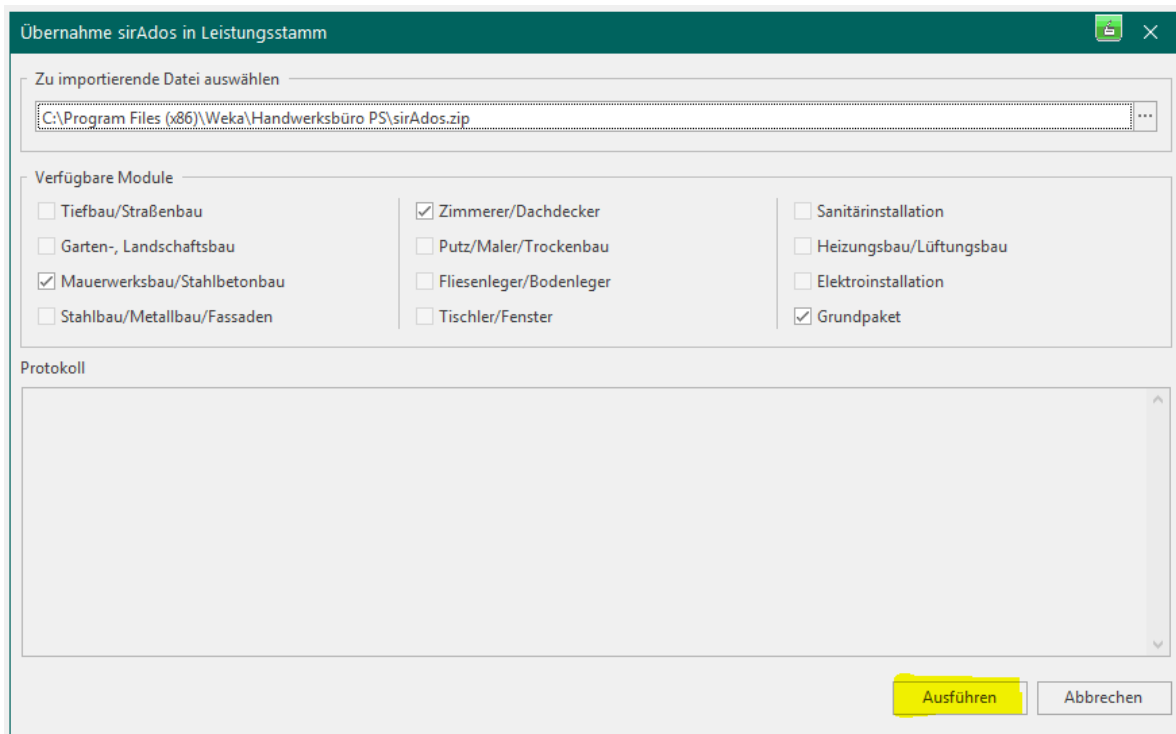 Übernahme sirAdos in Leistungsstamm
Zu importierende Datei auswählen
C:\Program Files (x86)\Weka\Handwerksbüro PS\sirAdos.zip
...
Verfügbare Module
Tiefbau/Straßenbau
Zimmerer/Dachdecker
Sanitärinstallation
Garten-, Landschaftsbau
Putz/Maler/Trockenbau
Heizungsbau/Lüftungsbau
Mauerwerksbau/Stahlbetonbau
Fliesenleger/Bodenleger
Elektroinstallation
Stahlbau/Metallbau/Fassaden
Tischler/Fenster
Grundpaket
Protokoll
Ausführen
Abbrechen